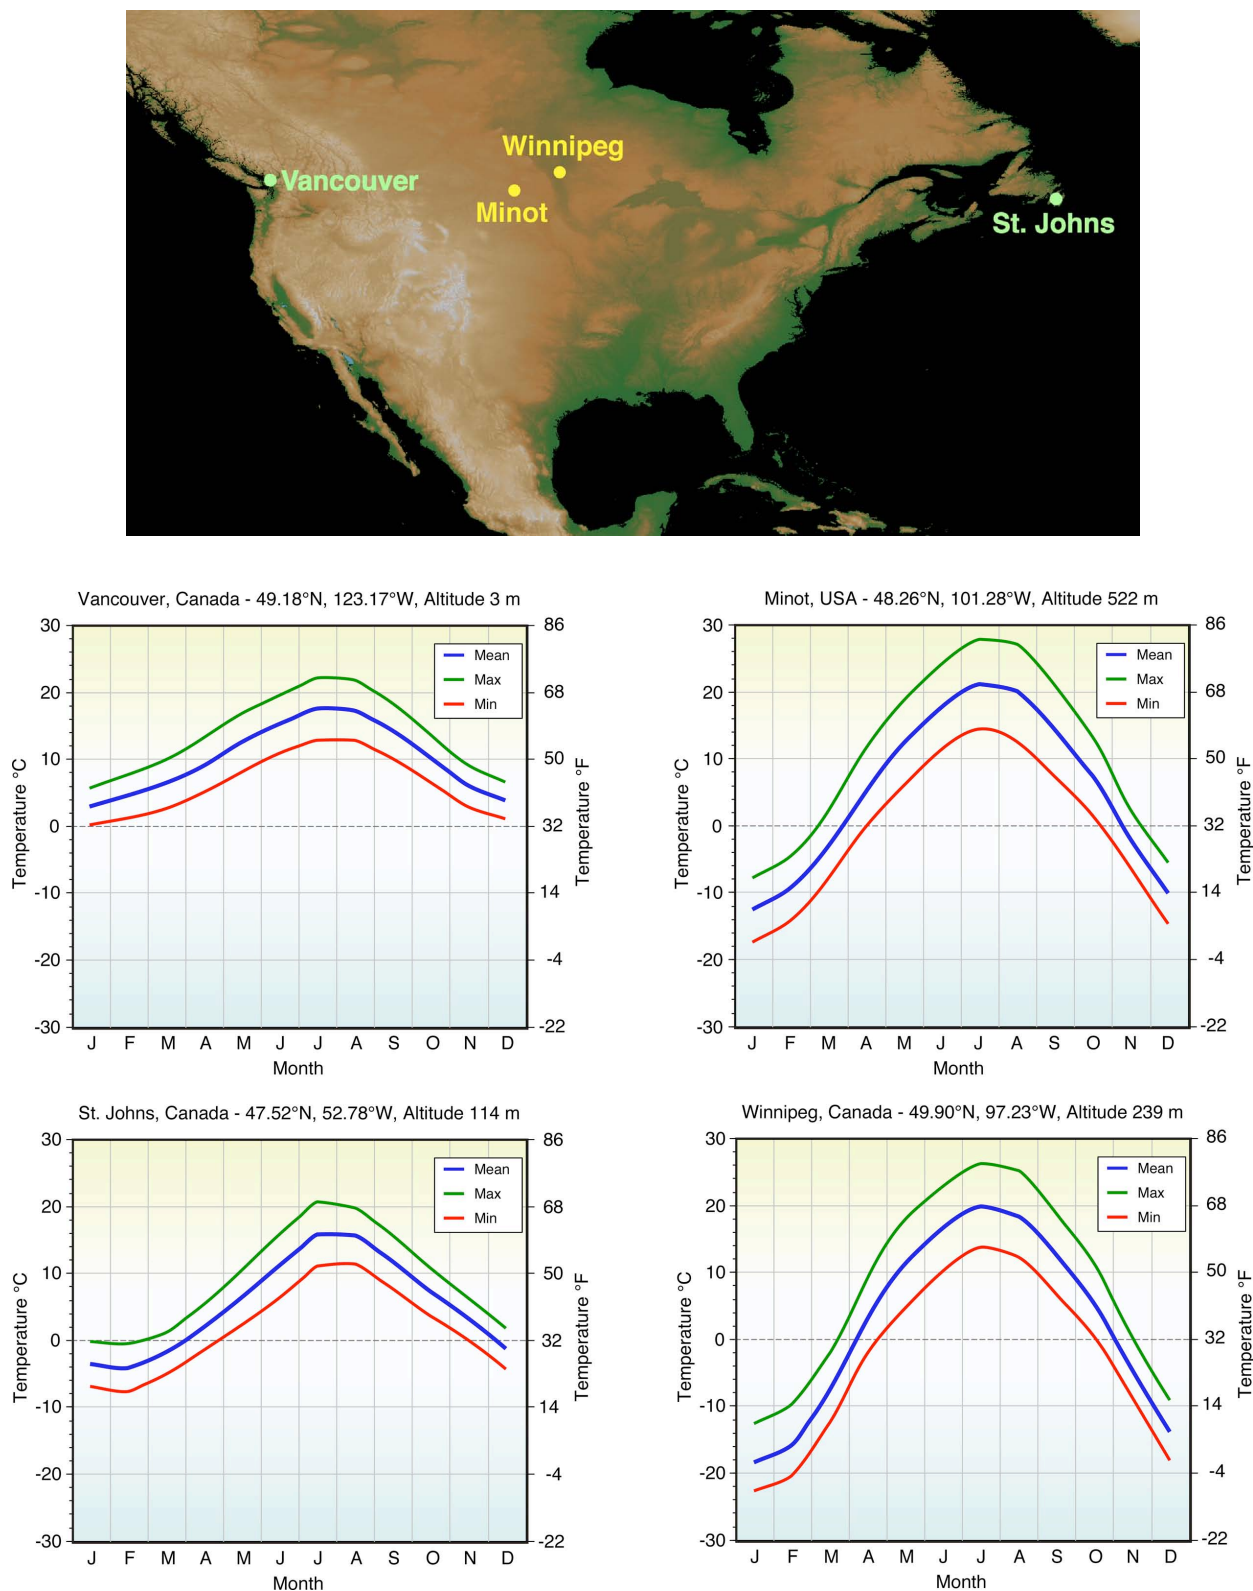 Winnipeg
Vancouver
Minot
St. Johns
Vancouver, Canada - 49.18°N, 123.17°W, Altitude 3 m
30
20
10
0
-10
-20
-30
Temperature °C
86
68
50
32
14
-4
-22
Temperature °F
Mean
Max
Min
J F M A M J J A S O N D
Month
Minot, USA - 48.26°N, 101.28°W, Altitude 522 m
30
20
10
0
-10
-20
-30
Temperature °C
86
68
50
32
14
-4
-22
Temperature °F
Mean
Max
Min
J F M A M J J A S O N D
Month
St. Johns, Canada - 47.52°N, 52.78°W, Altitude 114 m
30
20
10
0
-10
-20
-30
Temperature °C
86
68
50
32
14
-4
-22
Temperature °F
Mean
Max
Min
J F M A M J J A S O N D
Month
Winnipeg, Canada - 49.90°N, 97.23°W, Altitude 239 m
30
20
10
0
-10
-20
-30
Temperature °C
86
68
50
32
14
-4
-22
Temperature °F
Mean
Max
Min
J F M A M J J A S O N D
Month